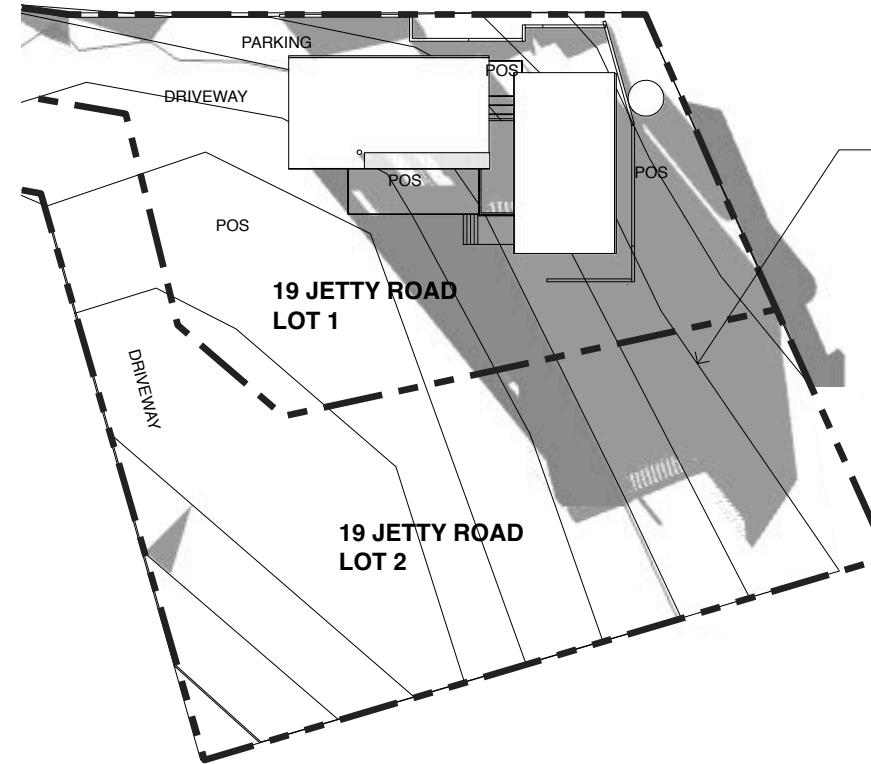 PARKING
POS
DRIVEWAY
POS
POS
POS
19 JETTY ROAD
LOT 1
DRIVEWAY
19 JETTY ROAD
LOT 2